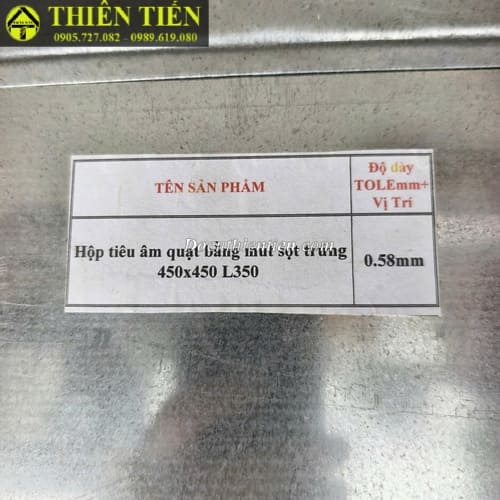 THIÊN TIẾN
0905.727.082 - 0989.619.080
TÊN SẢN PHẨM
Độ dày
TOLEmm+
Vị Trí
Hộp tiêu âm quạt bằng mút sọt trứng
450x450 L350
0.58mm